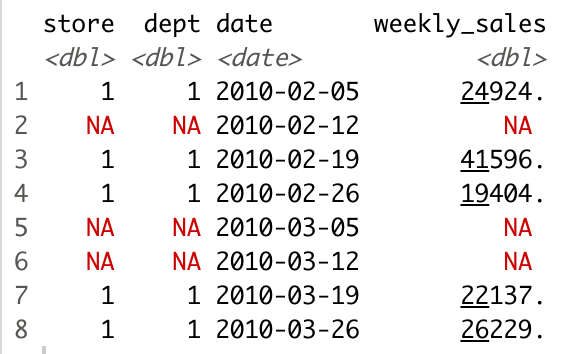 store dept date weekly_sales
<dbl> <dbl> <date> <dbl>
1 1 1 2010-02-05 24924.
2 NA NA 2010-02-12 NA
3 1 1 2010-02-19 41596.
4 1 1 2010-02-26 19404.
5 NA NA 2010-03-05 NA
6 NA NA 2010-03-12 NA
7 1 1 2010-03-19 22137.
8 1 1 2010-03-26 26229.